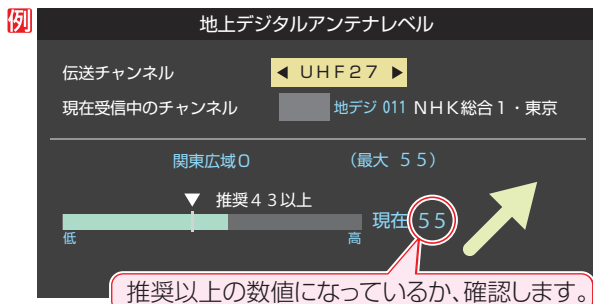 例
地上デジタルアンテナレベル
伝送チャンネル ◀ UHF27 ▶
現在受信中のチャンネル 地デジ 011 NHK総合1・東京
関東広域0 (最大 55)
▼ 推奨43以上
現在 55
低 高
推奨以上の数値になっているか、確認します。